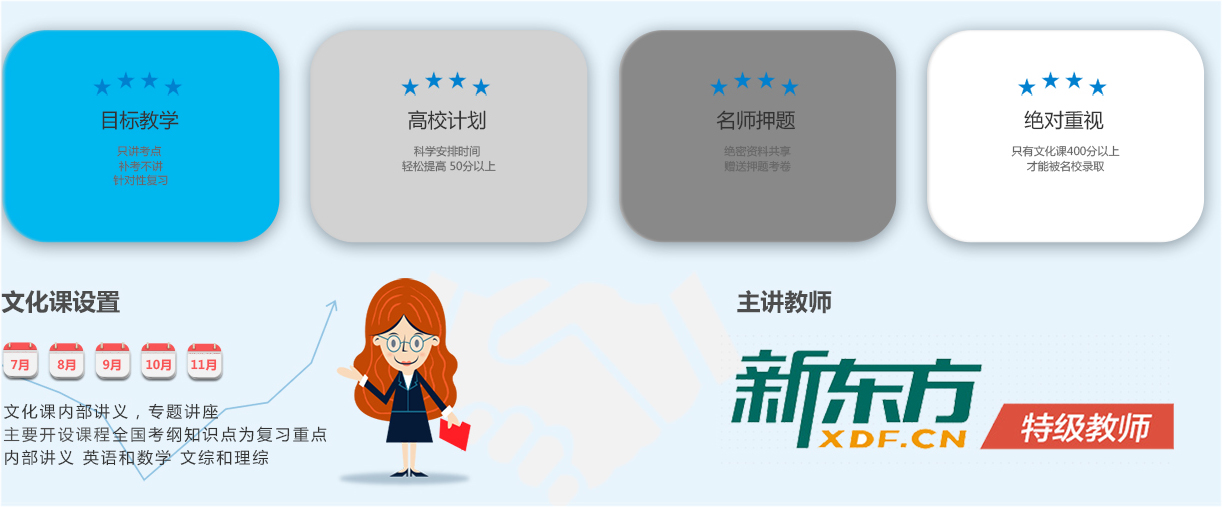 目标教学
只讲考点
补考不讲
针对性复习
高校计划
科学安排时间
轻松提高 50分以上
名师押题
绝密资料共享
赠送押题考卷
绝对重视
只有文化课400分以上
才能被名校录取
文化课设置
7月 8月 9月 10月 11月
文化课内部讲义，专题讲座
主要开设课程全国考纲知识点为复习重点
内部讲义 英语和数学 文综和理综
主讲教师
新东方
XDF.CN
特级教师